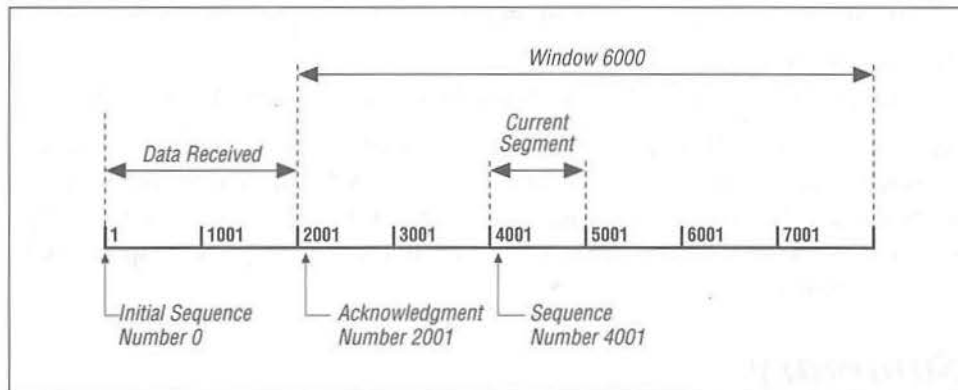 Window 6000
Current
Segment
Data Received
1 1001 2001 3001 4001 5001 6001 7001
Initial Sequence
Number 0
Acknowledgment
Number 2001
Sequence
Number 4001